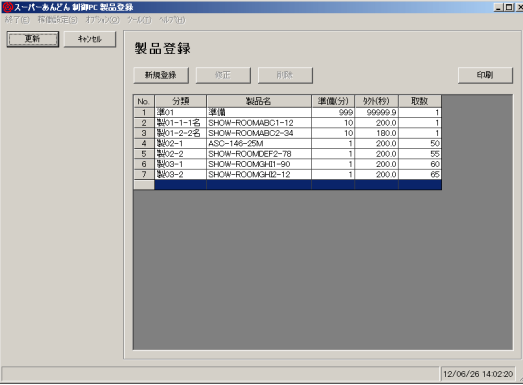 スーパーあんどん 制御PC 製品登録
終了(E) 稼働設定(S) オプション(O) ツール(T) ヘルプ(H)
更新 キャンセル
製品登録
新規登録 修正 削除 印刷
No. 分類 製品名 準備(分) タクト(秒) 取数
1 準01 準備 999 99999.9 1
2 製01-1-1名 SHOW-ROOMABC1-12 10 200.0 1
3 製01-2-2名 SHOW-ROOMABC2-34 10 180.0 1
4 製02-1 ASC-146-25M 1 200.0 50
5 製02-2 SHOW-ROOMDEF2-78 1 200.0 55
6 製03-1 SHOW-ROOMGHI1-90 1 200.0 60
7 製03-2 SHOW-ROOMGHI2-12 1 200.0 65
12/06/26 14:02:20